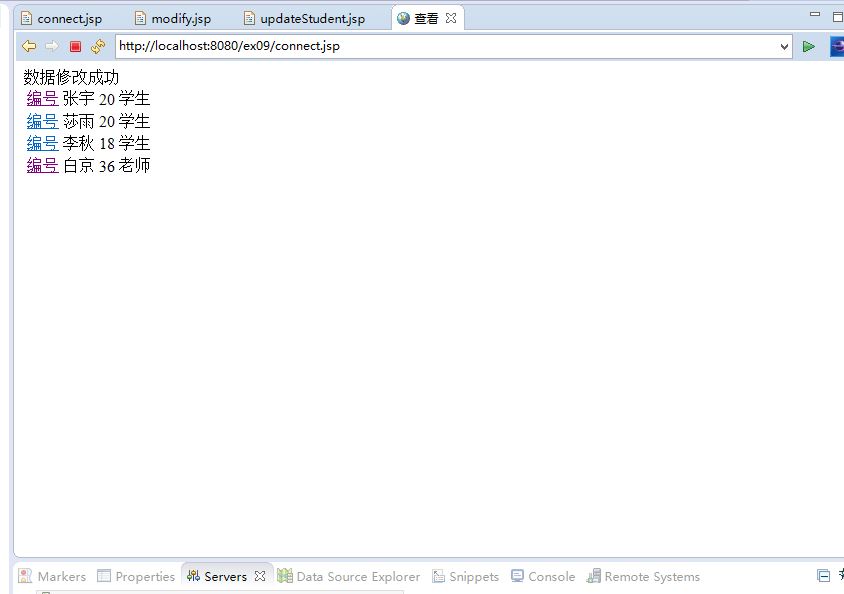 connect.jsp modify.jsp updateStudent.jsp 查看
http://localhost:8080/ex09/connect.jsp
数据修改成功
编号 张宇 20 学生
编号 莎雨 20 学生
编号 李秋 18 学生
编号 白京 36 老师
Markers Properties Servers Data Source Explorer Snippets Console Remote Systems